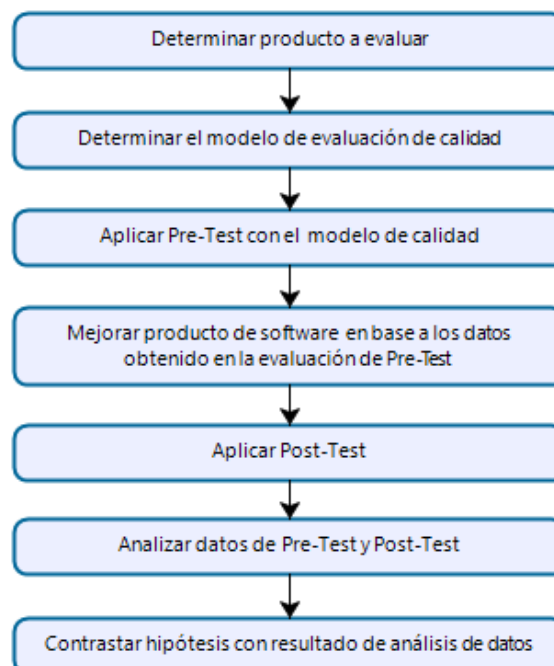 Determinar producto a evaluar
Determinar el modelo de evaluación de calidad
Aplicar Pre-Test con el modelo de calidad
Mejorar producto de software en base a los datos
obtenido en la evaluación de Pre-Test
Aplicar Post-Test
Analizar datos de Pre-Test y Post-Test
Contrastar hipótesis con resultado de análisis de datos